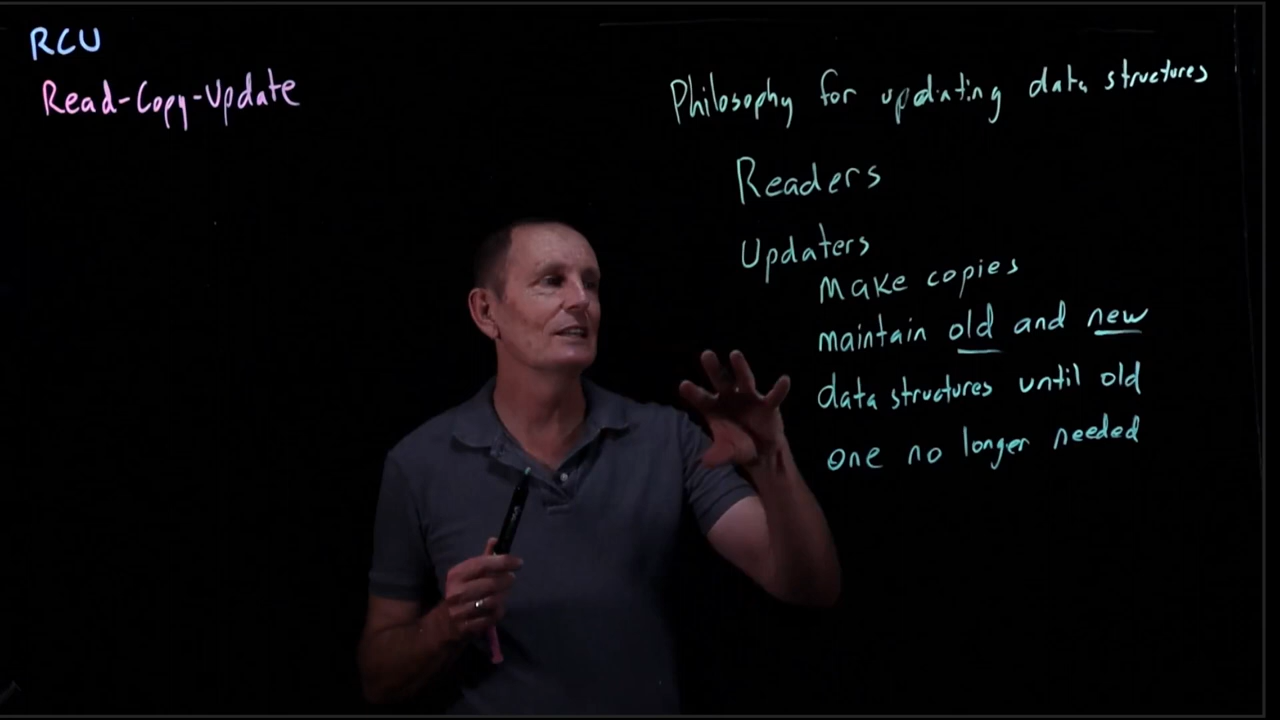 RCU
Read-Copy-Update
Philosophy for updating data structures
Readers
Updaters
Make copies
maintain old and new
data structures until old
one no longer needed